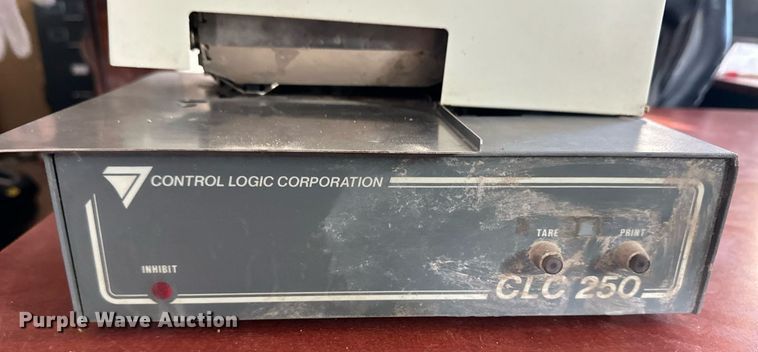 CONTROL LOGIC CORPORATION
TARE
PRINT
INHIBIT
CLC 250
Purple Wave Auction